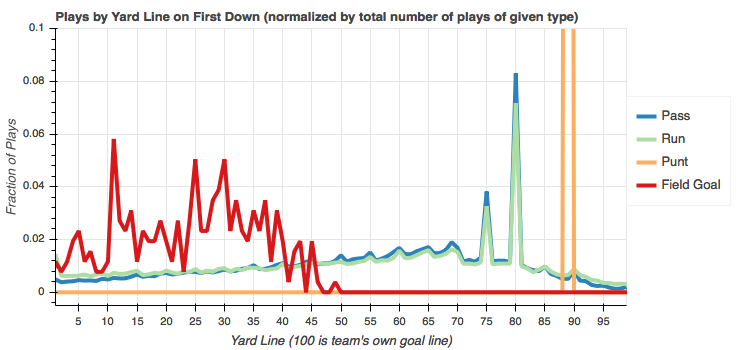 Plays by Yard Line on First Down (normalized by total number of plays of given type)
0.1
0.08
0.06
0.04
0.02
0
Fraction of Plays
5 10 15 20 25 30 35 40 45 50 55 60 65 70 75 80 85 90 95
Yard Line (100 is team's own goal line)
Pass
Run
Punt
Field Goal